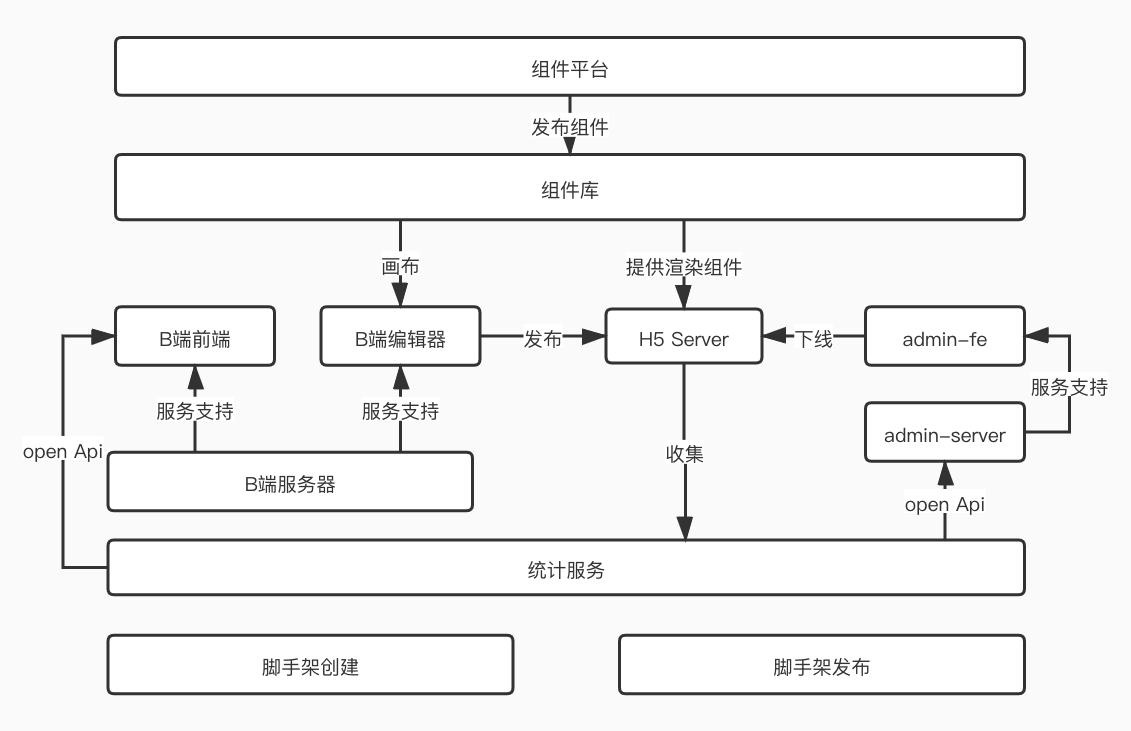 组件平台
发布组件
组件库
画布
提供渲染组件
B端前端
B端编辑器
发布
H5 Server
下线
admin-fe
服务支持
服务支持
服务支持
admin-server
open Api
收集
B端服务器
open Api
统计服务
脚手架创建
脚手架发布